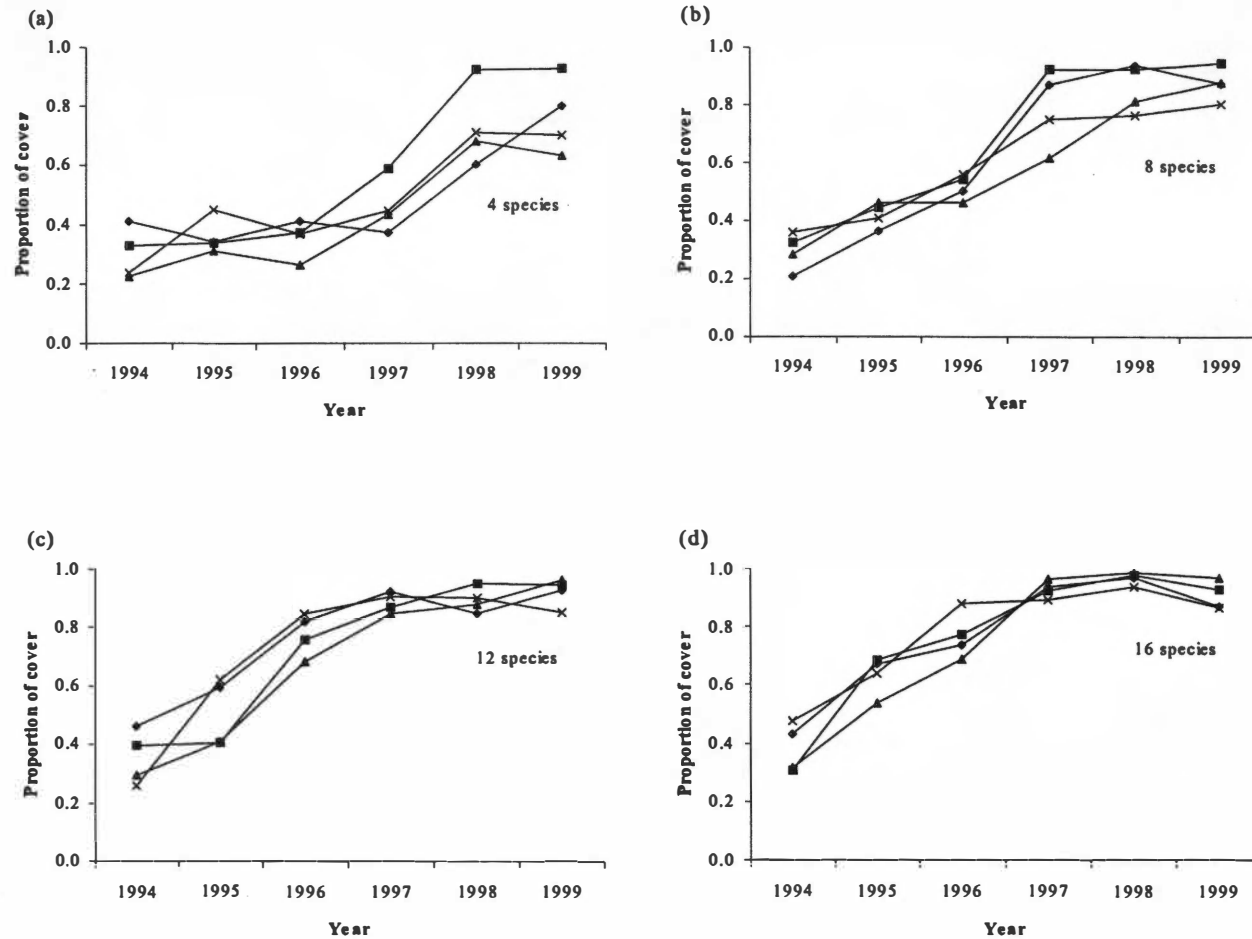 (a)
1.0
0.8
0.6
0.4
0.2
0.0
Proportion of cover
4 species
1994 1995 1996 1997 1998 1999
Year
(b)
1.0
0.8
0.6
0.4
0.2
0.0
Proportion of cover
8 species
1994 1995 1996 1997 1998 1999
Year
(c)
1.0
0.8
0.6
0.4
0.2
0.0
Proportion of cover
12 species
1994 1995 1996 1997 1998 1999
Year
(d)
1.0
0.8
0.6
0.4
0.2
0.0
Proportion of cover
16 species
1994 1995 1996 1997 1998 1999
Year